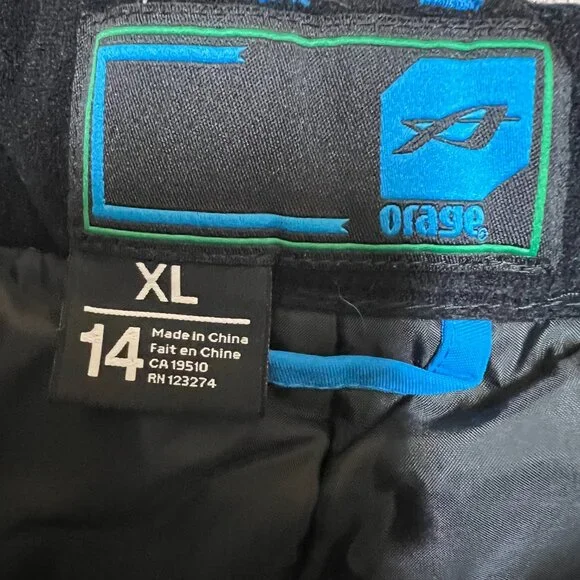 orage
XL
14
Made in China
Fait en Chine
CA 19510
RN 123274